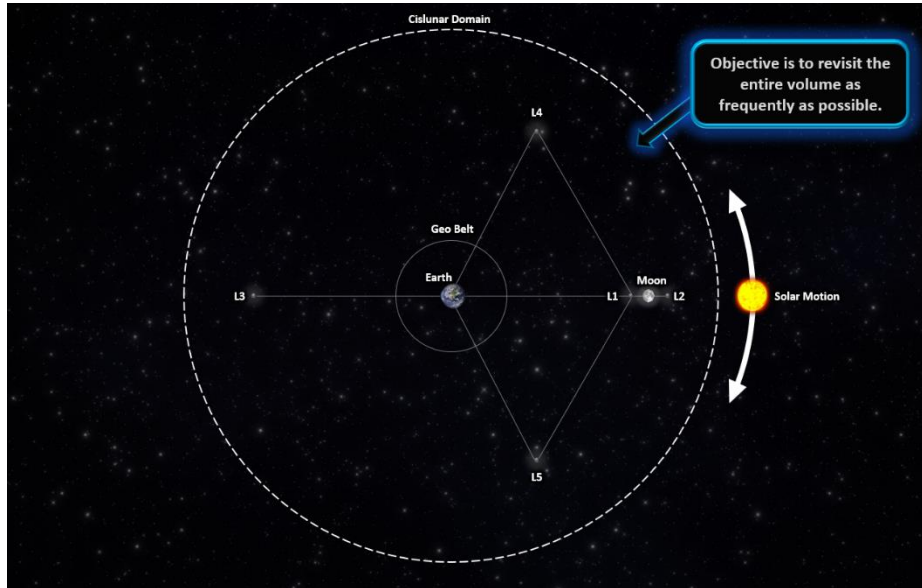 Cislunar Domain
Objective is to revisit the
entire volume as
frequently as possible.
L4
Geo Belt
Earth
Moon
L3
L1
L2
Solar Motion
L5